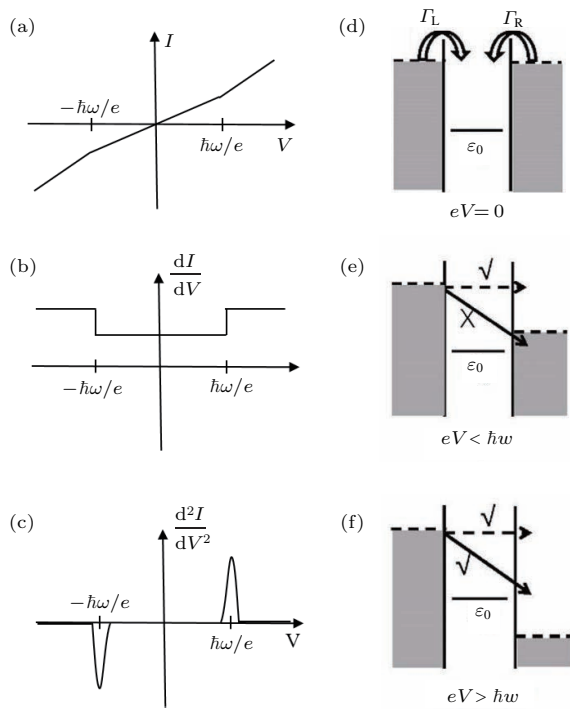 (a)
I
−ħω/e
ħω/e
V
(b)
dI
dV
−ħω/e
ħω/e
(c)
d²I
dV²
−ħω/e
ħω/e
V
(d)
Γ_L
Γ_R
ε₀
eV = 0
(e)
√
X
ε₀
eV < ħw
(f)
√
√
ε₀
eV > ħw